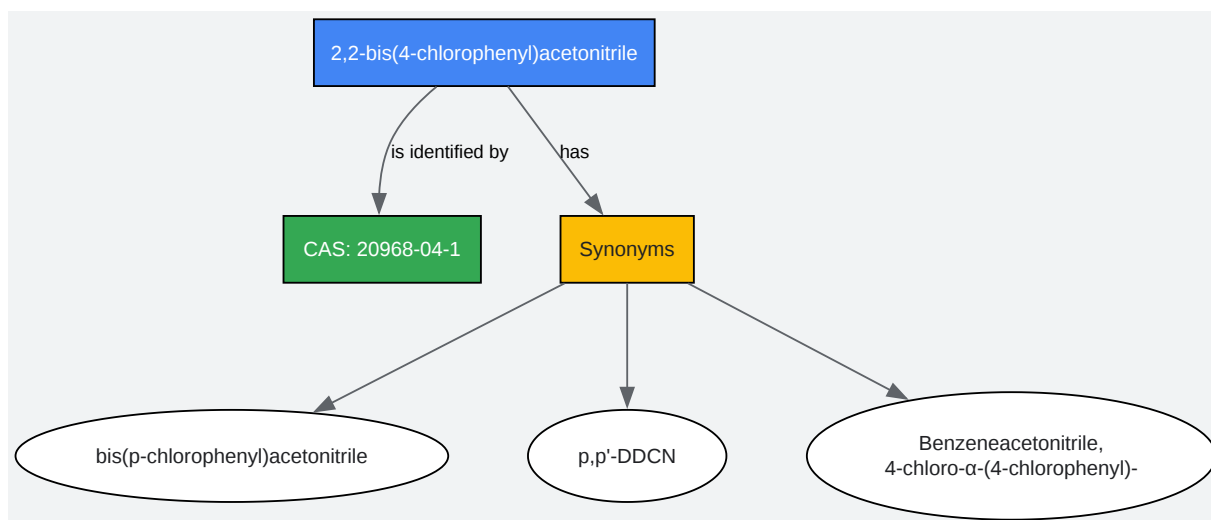 2,2-bis(4-chlorophenyl)acetonitrile
is identified by
has
CAS: 20968-04-1
Synonyms
bis(p-chlorophenyl)acetonitrile
p,p'-DDCN
Benzeneacetonitrile,
4-chloro-α-(4-chlorophenyl)-